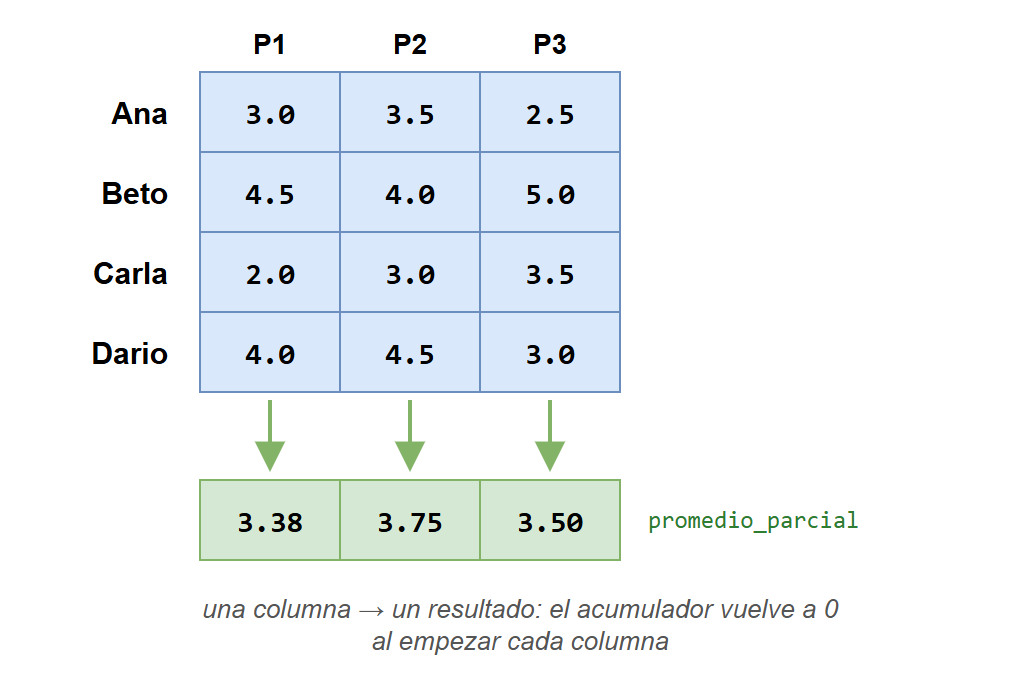 P1 P2 P3
Ana 3.0 3.5 2.5
Beto 4.5 4.0 5.0
Carla 2.0 3.0 3.5
Dario 4.0 4.5 3.0
3.38 3.75 3.50 promedio_parcial
una columna → un resultado: el acumulador vuelve a 0
al empezar cada columna